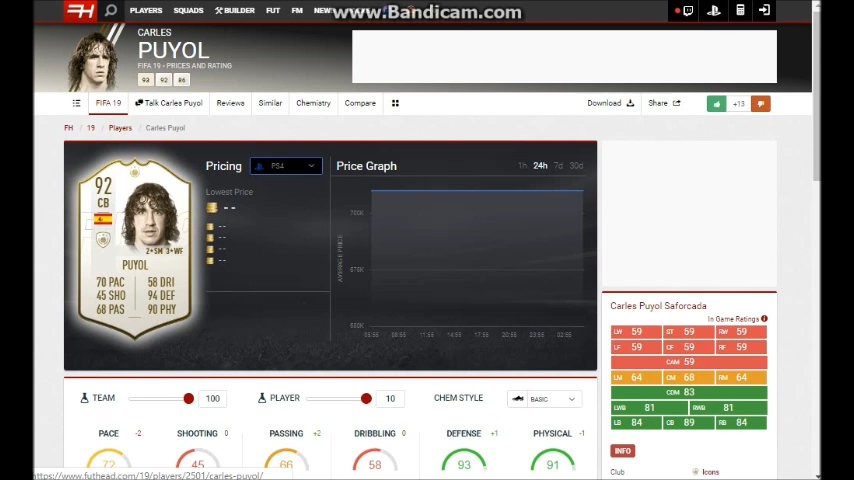 www.Bandicam.com
FH PLAYERS SQUADS BUILDER FUT FM NEWS
CARLES
PUYOL
FIFA 19 - PRICES AND RATING
93 92 86
FIFA 19 Talk Carles Puyol Reviews Similar Chemistry Compare Download Share +13
FH 19 Players Carles Puyol
92
CB
2★SM 3★WF
PUYOL
70 PAC 58 DRI
45 SHO 94 DEF
68 PAS 90 PHY
Pricing PS4
Lowest Price
--
--
--
--
--
Price Graph 1h 24h 7d 30d
AVERAGE PRICE
Carles Puyol Saforcada
In Game Ratings
LW 59 ST 59 RW 59
LF 59 CF 59 RF 59
CAM 59
LM 64 CM 68 RM 64
CDM 83
LWB 81 RWB 81
LB 84 CB 89 RB 84
INFO
Club Icons
TEAM 100 PLAYER 10 CHEM STYLE BASIC
PACE -2 SHOOTING 0 PASSING +2 DRIBBLING 0 DEFENSE +1 PHYSICAL -1
72 45 66 58 93 91
https://www.futhead.com/19/players/2501/carles-puyol/